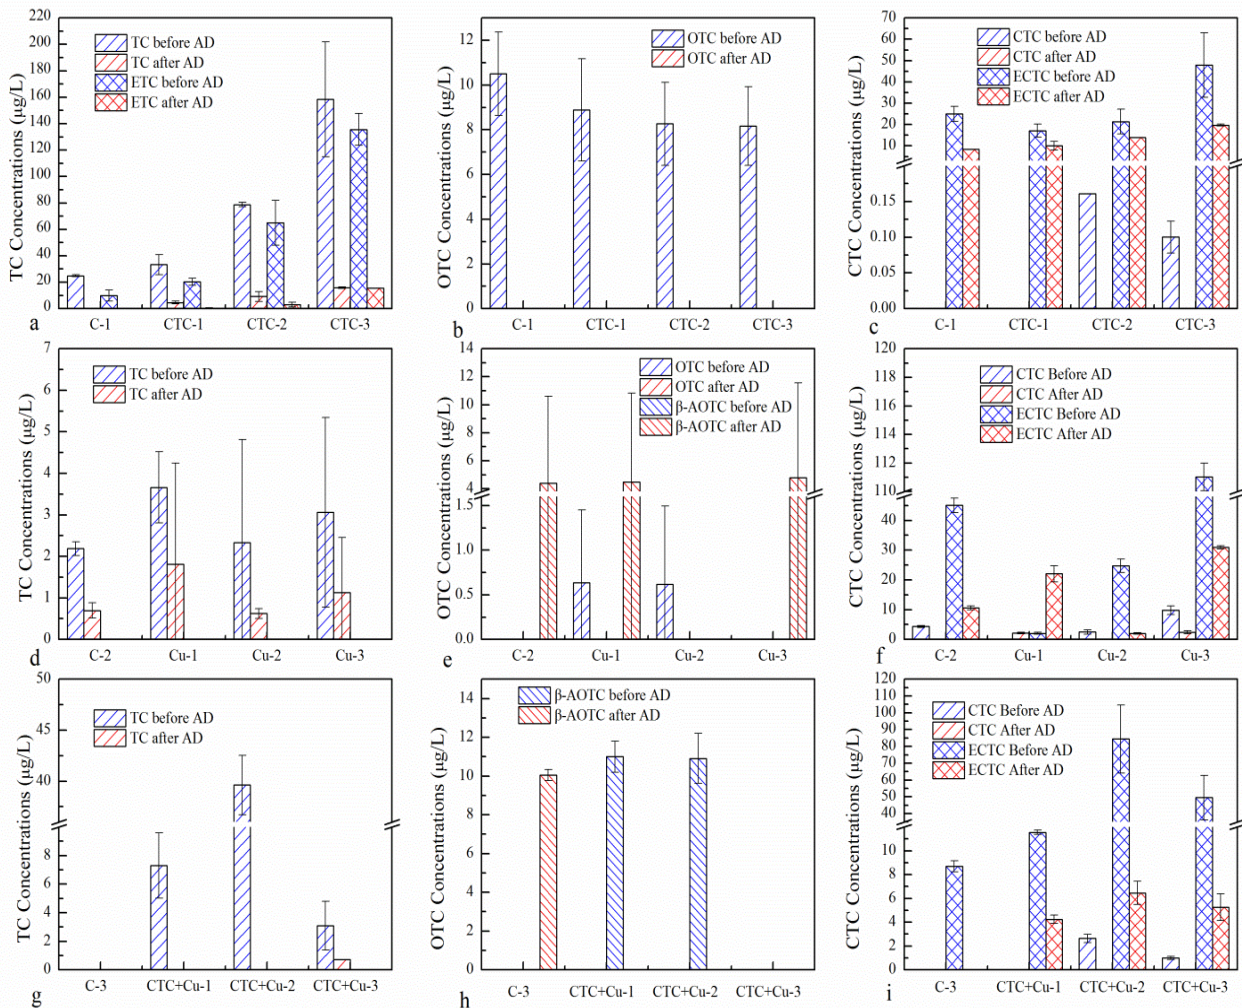 TC Concentrations (µg/L)
220
200
180
160
140
120
100
80
60
40
20
0
TC before AD
TC after AD
ETC before AD
ETC after AD
C-1 CTC-1 CTC-2 CTC-3
a
OTC Concentrations (µg/L)
12
10
8
6
4
2
0
OTC before AD
OTC after AD
C-1 CTC-1 CTC-2 CTC-3
b
CTC Concentrations (µg/L)
70
60
50
40
30
20
10
0.15
0.10
0.05
0.00
CTC before AD
CTC after AD
ECTC before AD
ECTC after AD
C-1 CTC-1 CTC-2 CTC-3
c
TC Concentrations (µg/L)
7
6
5
4
3
2
1
0
TC before AD
TC after AD
C-2 Cu-1 Cu-2 Cu-3
d
OTC Concentrations (µg/L)
14
12
10
8
6
4
1.5
1.0
0.5
0.0
OTC before AD
OTC after AD
β-AOTC before AD
β-AOTC after AD
C-2 Cu-1 Cu-2 Cu-3
e
CTC Concentrations (µg/L)
120
118
116
114
112
110
40
30
20
10
0
CTC Before AD
CTC After AD
ECTC Before AD
ECTC After AD
C-2 Cu-1 Cu-2 Cu-3
f
TC Concentrations (µg/L)
50
45
40
8
6
4
2
0
TC before AD
TC after AD
C-3 CTC+Cu-1 CTC+Cu-2 CTC+Cu-3
g
OTC Concentrations (µg/L)
14
12
10
8
6
4
2
0
β-AOTC before AD
β-AOTC after AD
C-3 CTC+Cu-1 CTC+Cu-2 CTC+Cu-3
h
CTC Concentrations (µg/L)
120
110
100
90
80
70
60
50
40
30
20
10
8
6
4
2
0
CTC Before AD
CTC After AD
ECTC Before AD
ECTC After AD
C-3 CTC+Cu-1 CTC+Cu-2 CTC+Cu-3
i